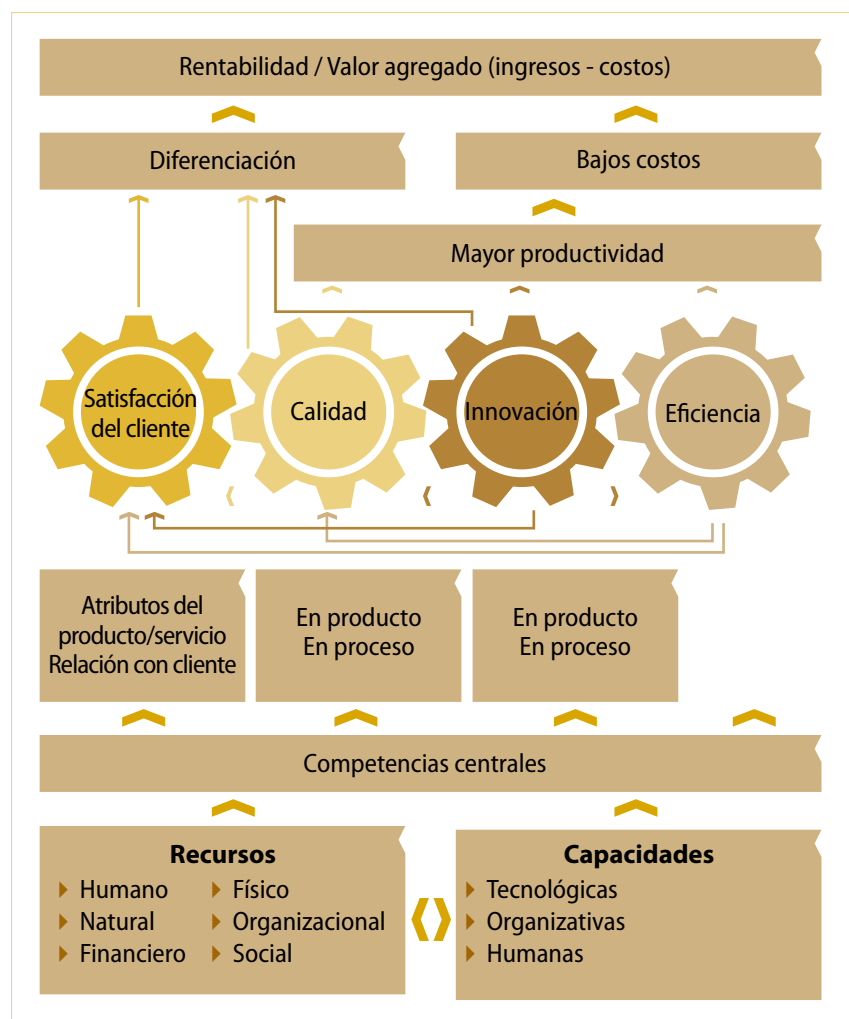 Rentabilidad / Valor agregado (ingresos - costos)
Diferenciación
Bajos costos
Mayor productividad
Satisfacción
del cliente
Calidad
Innovación
Eficiencia
Atributos del
producto/servicio
Relación con cliente
En producto
En proceso
En producto
En proceso
Competencias centrales
Recursos
Humano
Natural
Financiero
Físico
Organizacional
Social
Capacidades
Tecnológicas
Organizativas
Humanas